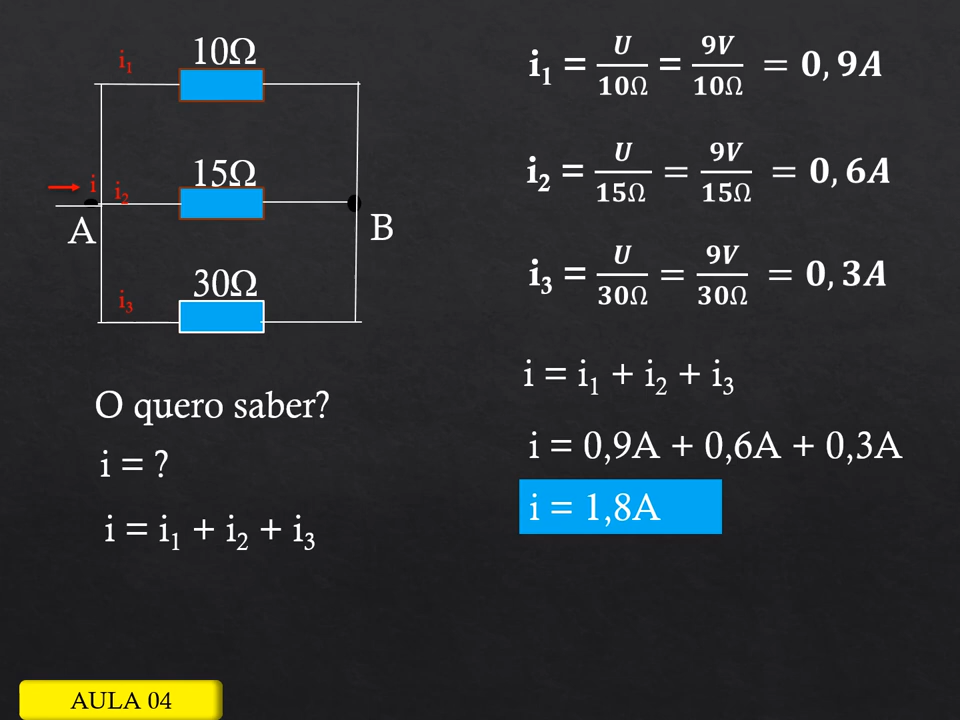 10Ω
i₁
15Ω
i
i₂
A
B
30Ω
i₃
O quero saber?
i = ?
i = i₁ + i₂ + i₃
i₁ = U/10Ω = 9V/10Ω = 0,9A
i₂ = U/15Ω = 9V/15Ω = 0,6A
i₃ = U/30Ω = 9V/30Ω = 0,3A
i = i₁ + i₂ + i₃
i = 0,9A + 0,6A + 0,3A
i = 1,8A
AULA 04